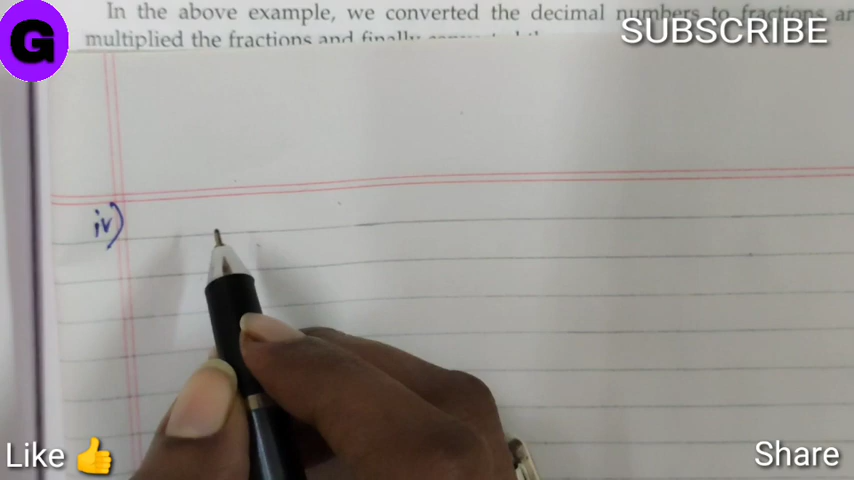 In the above example, we converted the decimal numbers to fractions
multiplied the fractions and finally
SUBSCRIBE
G
iv)
Like 👍
Share